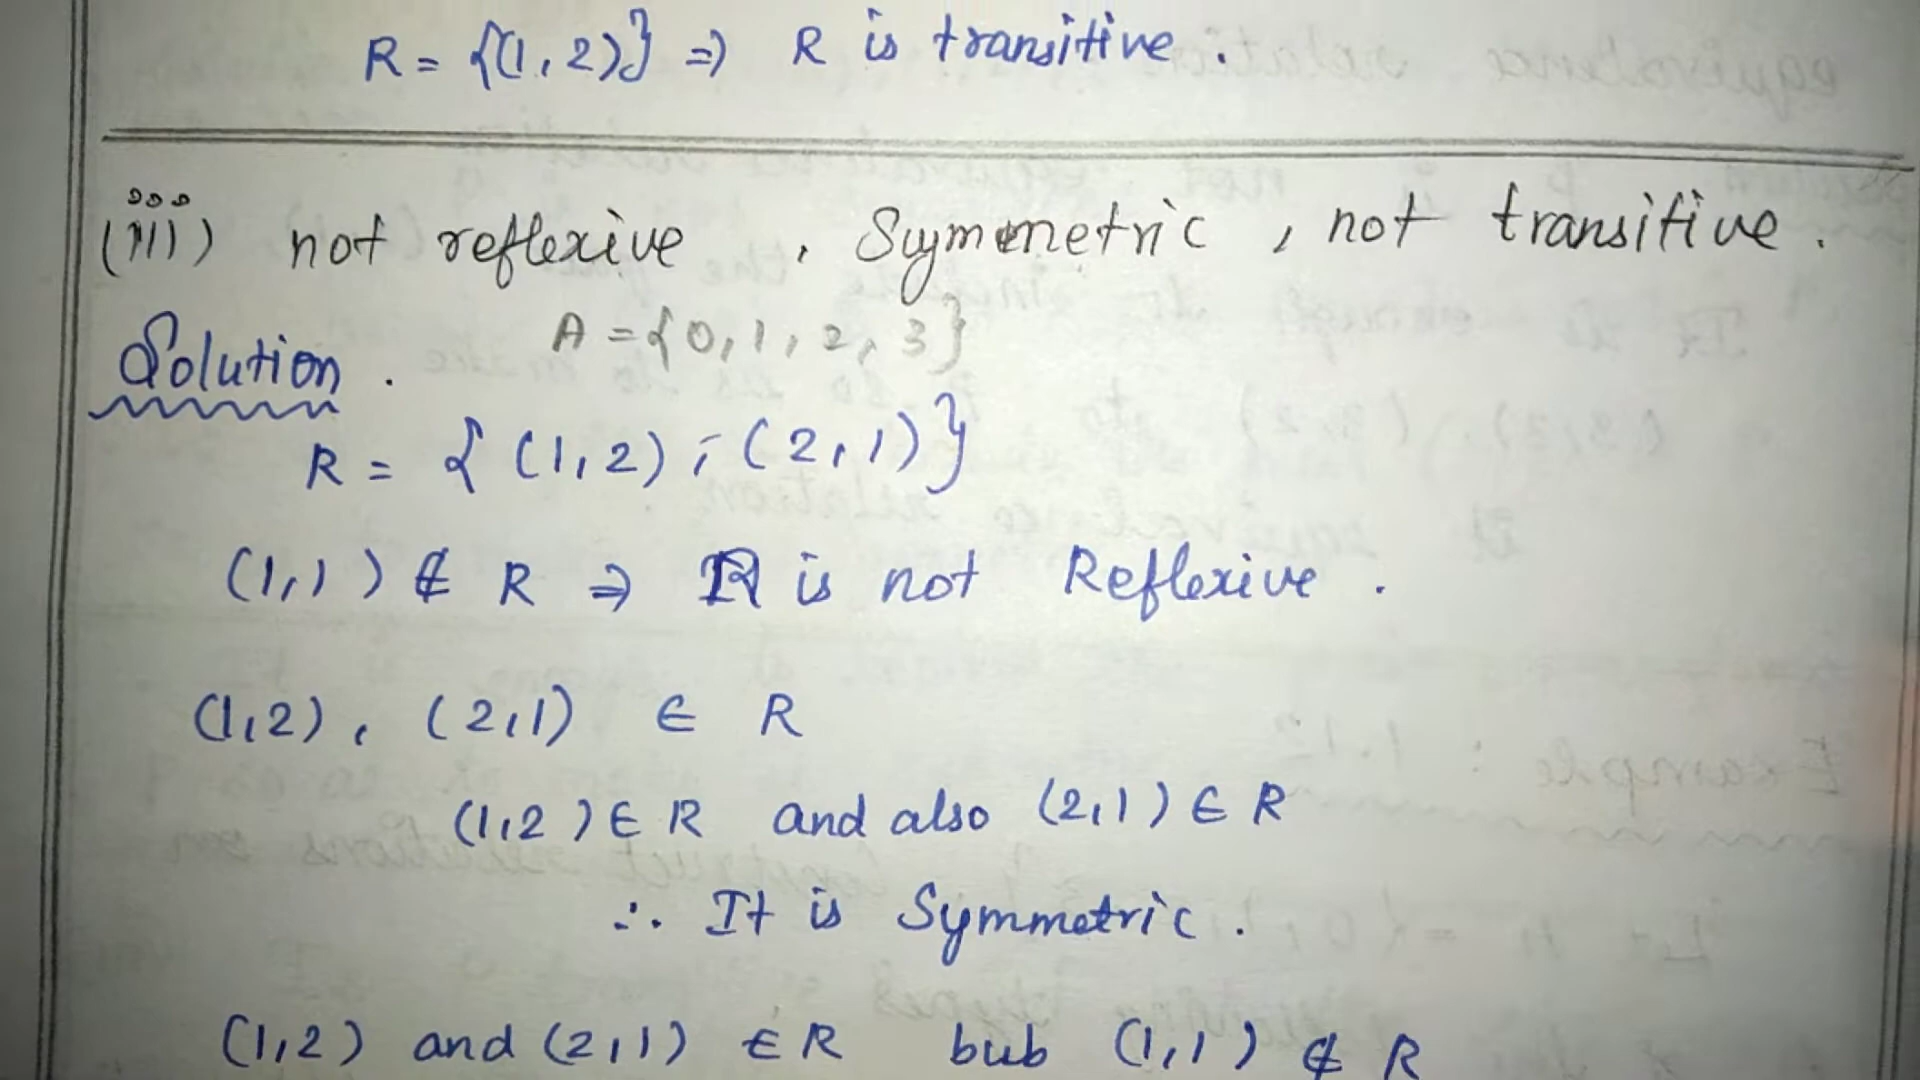 R = {(1,2)} ⇒ R is transitive.
(iii) not reflexive, Symmetric, not transitive.
A = {0,1,2,3}
Solution.
R = {(1,2), (2,1)}
(1,1) ∉ R ⇒ R is not Reflexive.
(1,2), (2,1) ∈ R
(1,2) ∈ R and also (2,1) ∈ R
∴ It is Symmetric.
(1,2) and (2,1) ∈ R bub (1,1) ∉ R